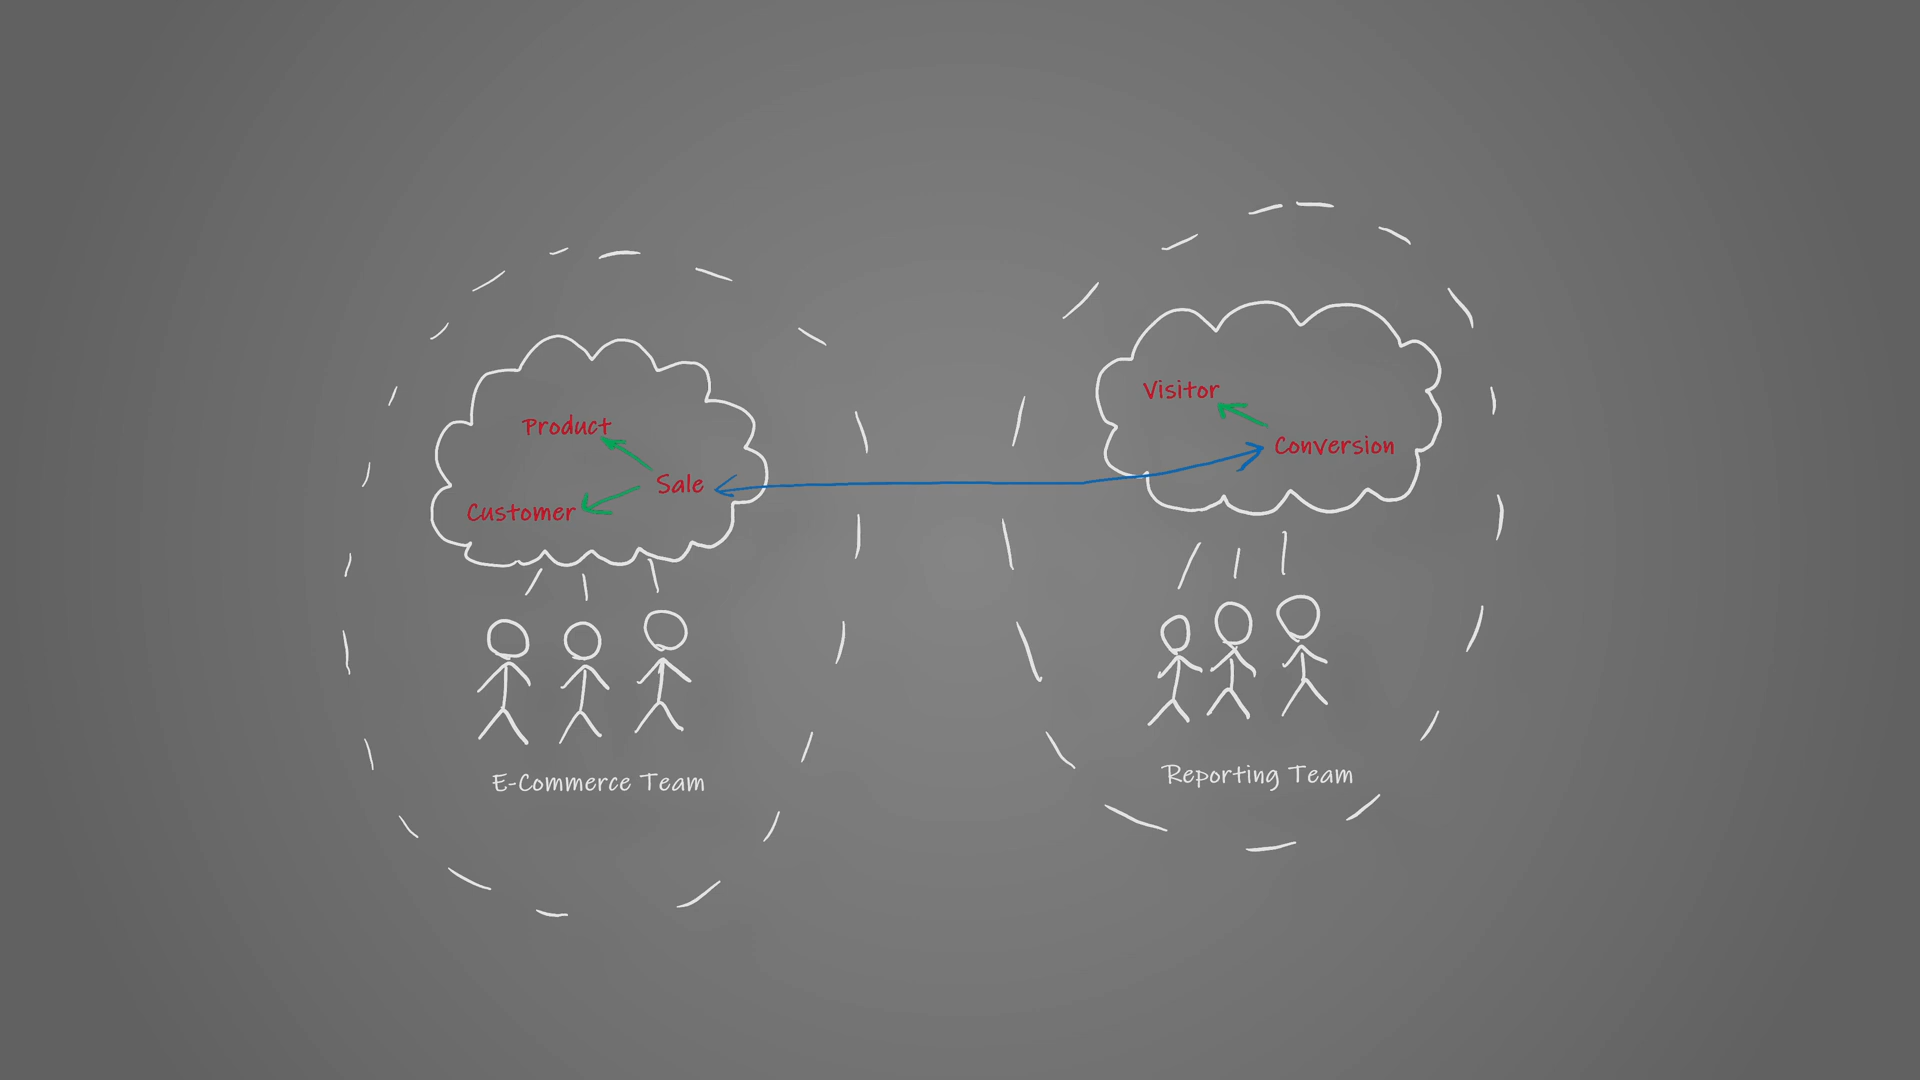 Product
Sale
Customer
E-Commerce Team
Visitor
Conversion
Reporting Team